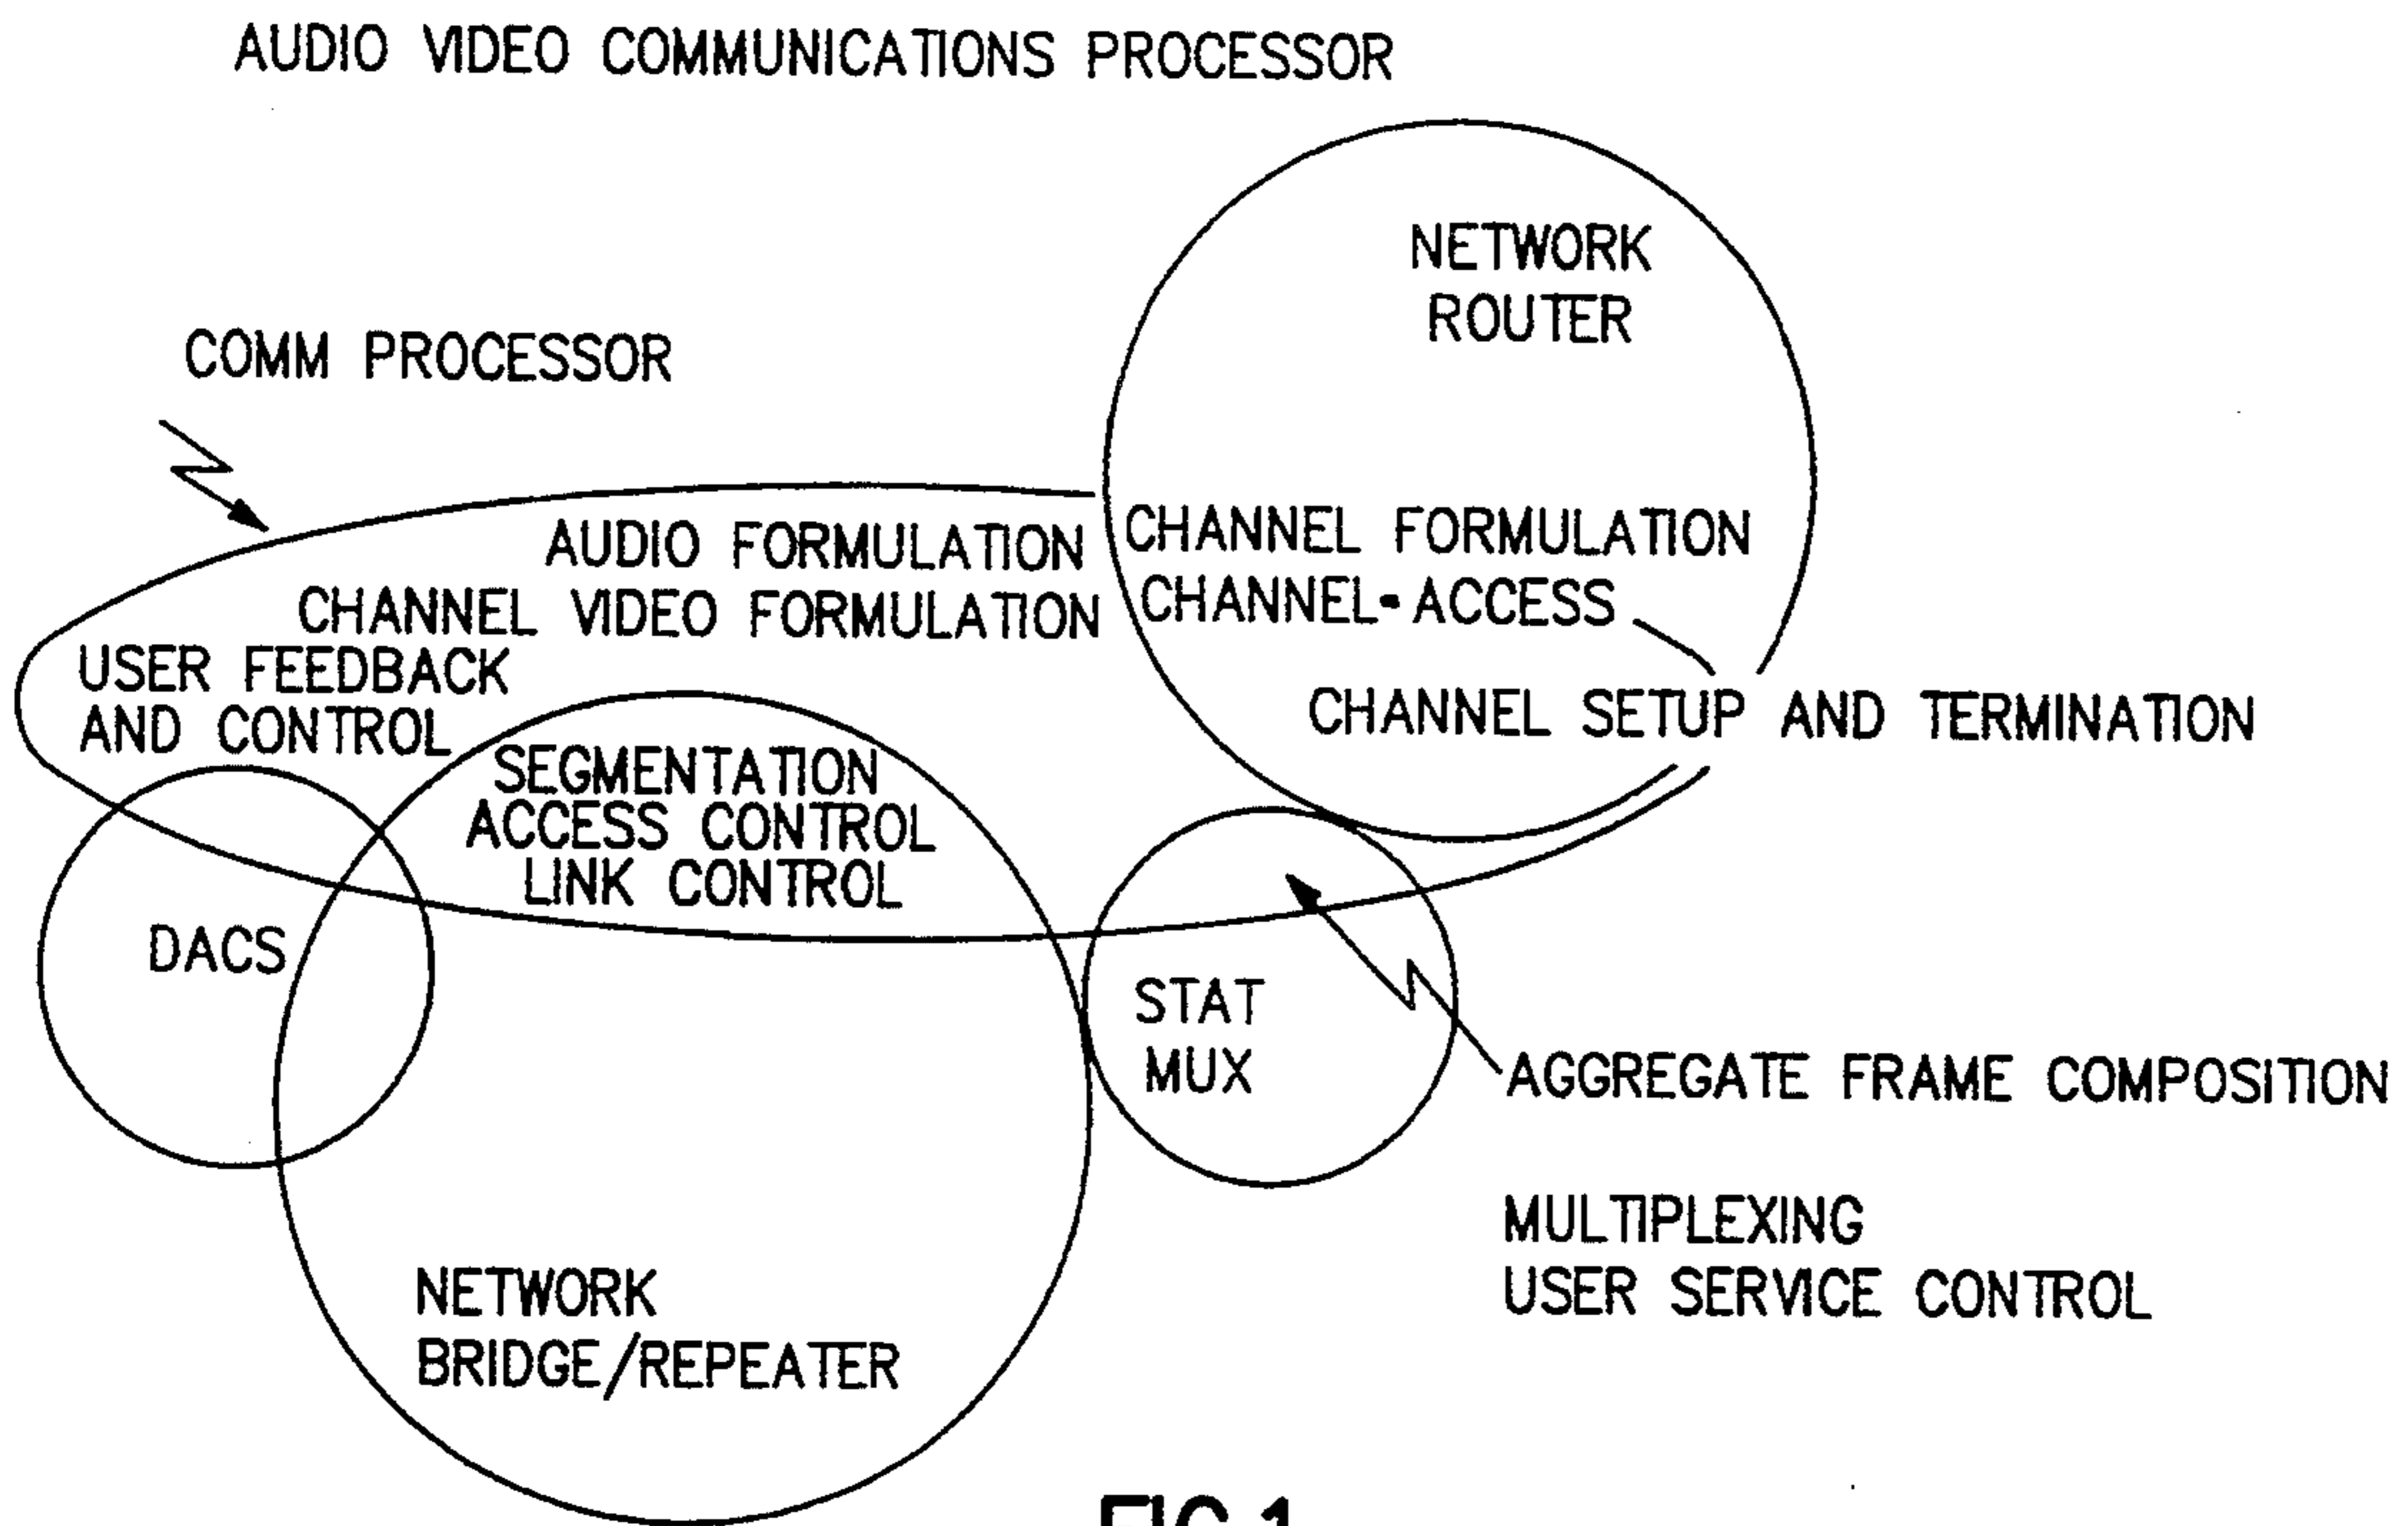 AUDIO VIDEO COMMUNICATIONS PROCESSOR
NETWORK
ROUTER
COMM PROCESSOR
AUDIO FORMULATION
CHANNEL VIDEO FORMULATION
CHANNEL FORMULATION
CHANNEL-ACCESS
USER FEEDBACK
AND CONTROL
CHANNEL SETUP AND TERMINATION
SEGMENTATION
ACCESS CONTROL
LINK CONTROL
DACS
STAT
MUX
AGGREGATE FRAME COMPOSITION
MULTIPLEXING
USER SERVICE CONTROL
NETWORK
BRIDGE/REPEATER
FIG.1